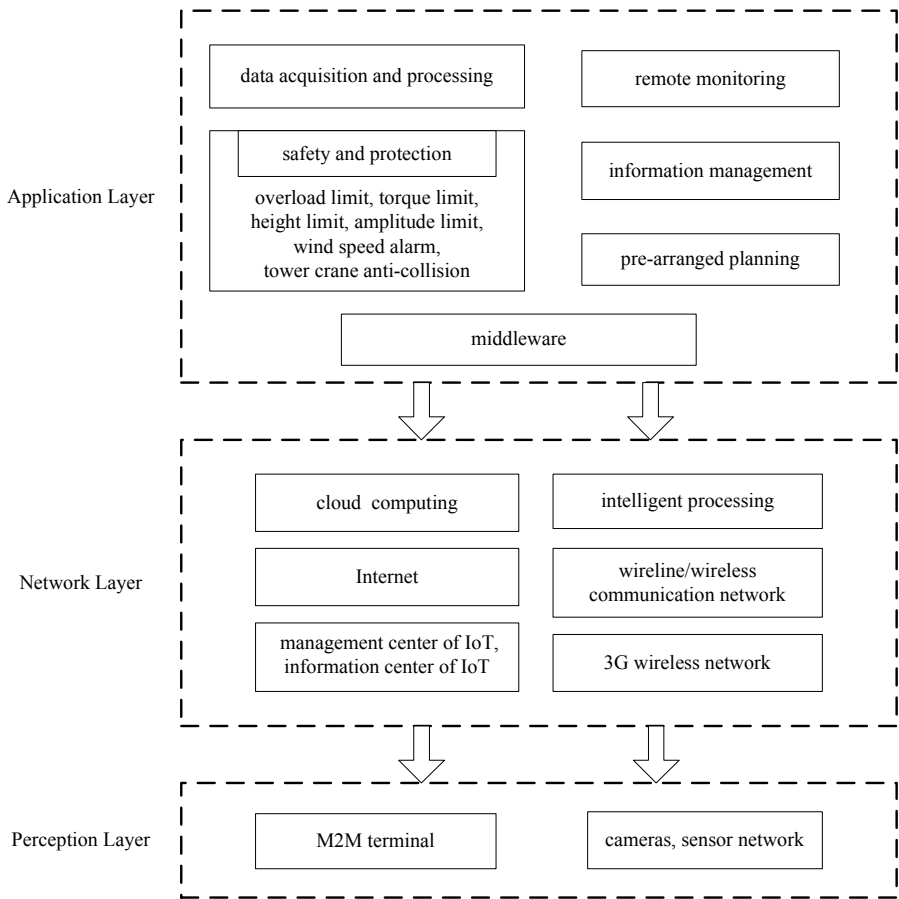 Application Layer
data acquisition and processing
remote monitoring
safety and protection
overload limit, torque limit,
height limit, amplitude limit,
wind speed alarm,
tower crane anti-collision
information management
pre-arranged planning
middleware
Network Layer
cloud computing
intelligent processing
Internet
wireline/wireless
communication network
management center of IoT,
information center of IoT
3G wireless network
Perception Layer
M2M terminal
cameras, sensor network